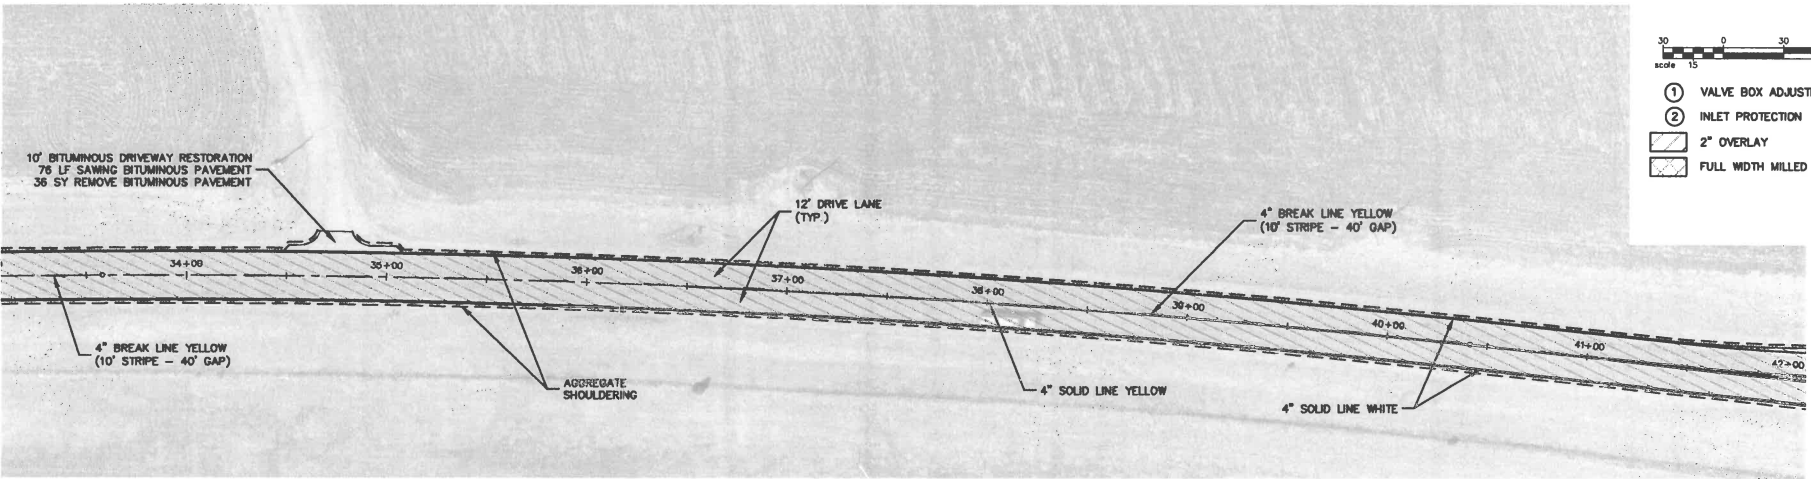 30 0 30
scale 15
1 VALVE BOX ADJUST
2 INLET PROTECTION
2" OVERLAY
FULL WIDTH MILLED
10' BITUMINOUS DRIVEWAY RESTORATION
76 LF SAWING BITUMINOUS PAVEMENT
36 SY REMOVE BITUMINOUS PAVEMENT
12' DRIVE LANE
(TYP.)
4" BREAK LINE YELLOW
(10' STRIPE - 40' GAP)
34+00
35+00
36+00
37+00
38+00
39+00
40+00
41+00
42+00
4" BREAK LINE YELLOW
(10' STRIPE - 40' GAP)
AGGREGATE
SHOULDERING
4" SOLID LINE YELLOW
4" SOLID LINE WHITE